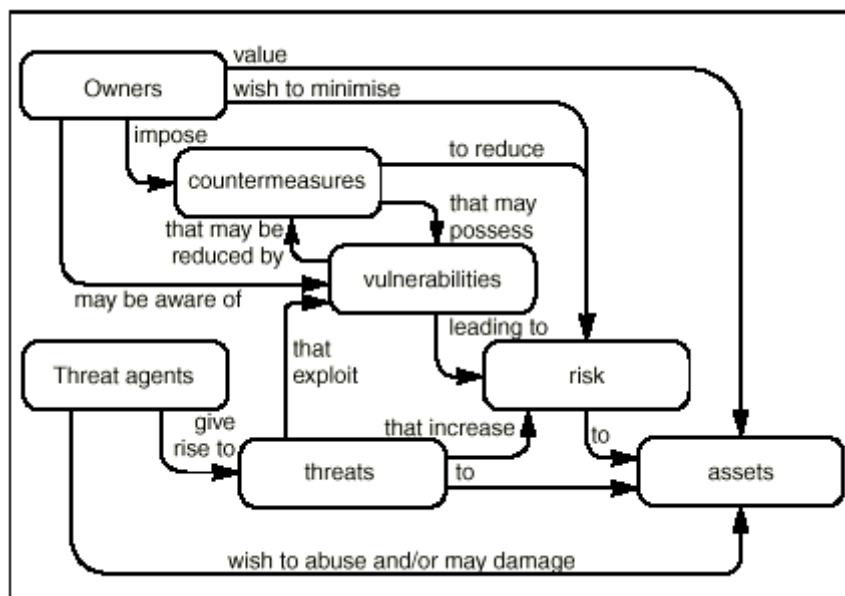 value
Owners
wish to minimise
impose
to reduce
countermeasures
that may
possess
that may be
reduced by
vulnerabilities
may be aware of
leading to
that
exploit
Threat agents
risk
give
rise to
that increase
to
threats
to
assets
wish to abuse and/or may damage